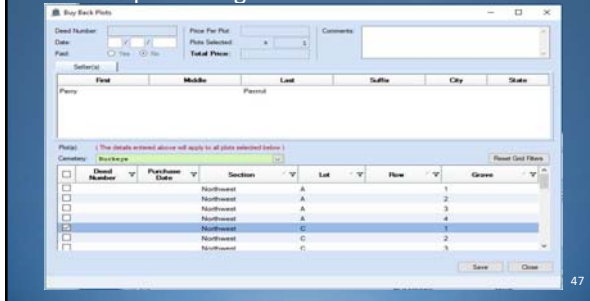 Buy Back Plots
Deed Number: Price Per Plot Comments:
Date: / / Plots Selected: x 1
Paid: Yes No Total Price:
Seller(s)
First Middle Last Suffix City State
Perry
Plot(s) ( The details entered above will apply to all plots selected below )
Cemetery: Buckeye Reset Grid Filters
Deed Number Purchase Date Section Lot Row Grave
Northwest A 1
Northwest A 2
Northwest A 3
Northwest A 4
Northwest C 1
Northwest C 2
Northwest C 3
Save Close
47